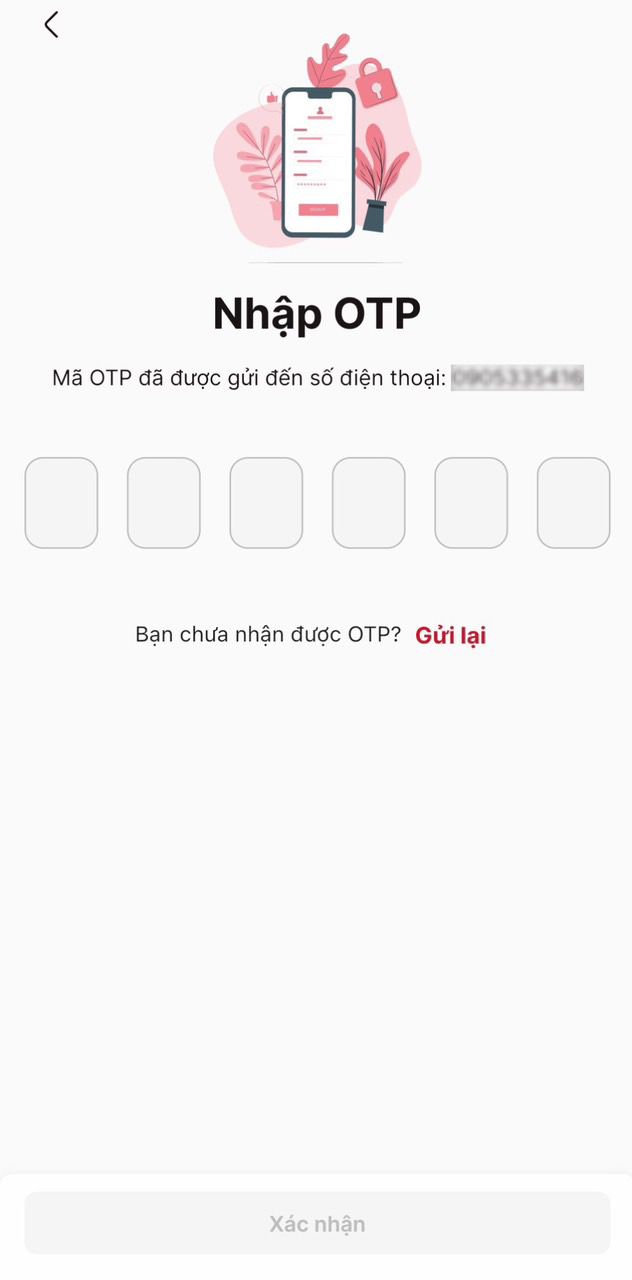 Nhập OTP
Mã OTP đã được gửi đến số điện thoại:
Bạn chưa nhận được OTP? Gửi lại
Xác nhận